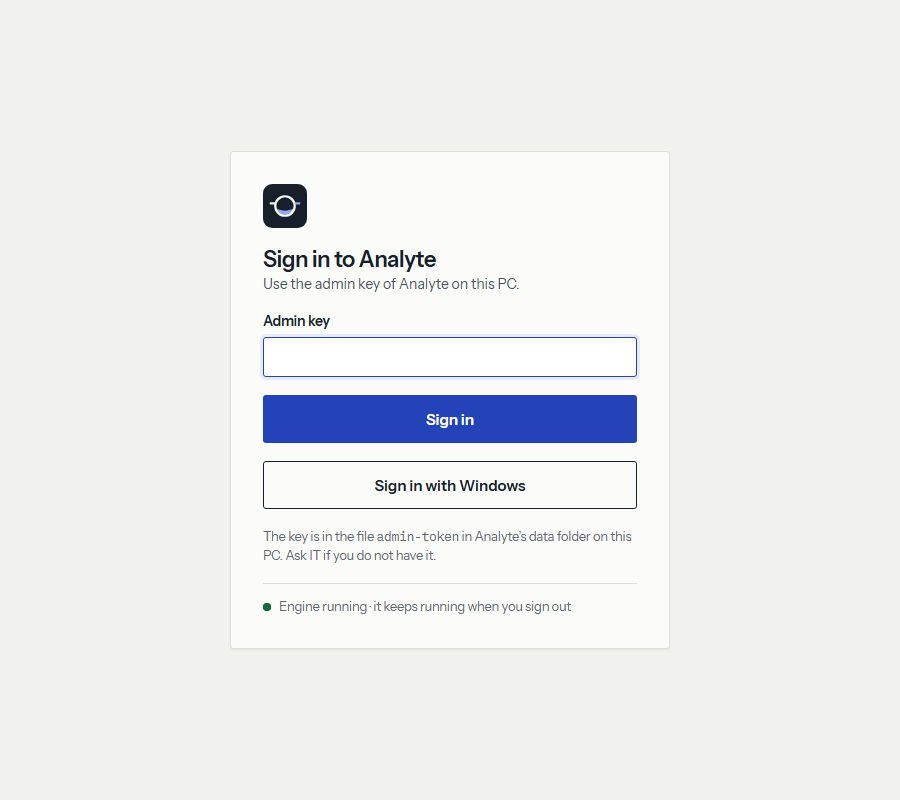 Sign in to Analyte
Use the admin key of Analyte on this PC.
Admin key
Sign in
Sign in with Windows
The key is in the file admin-token in Analyte's data folder on this
PC. Ask IT if you do not have it.
Engine running · it keeps running when you sign out